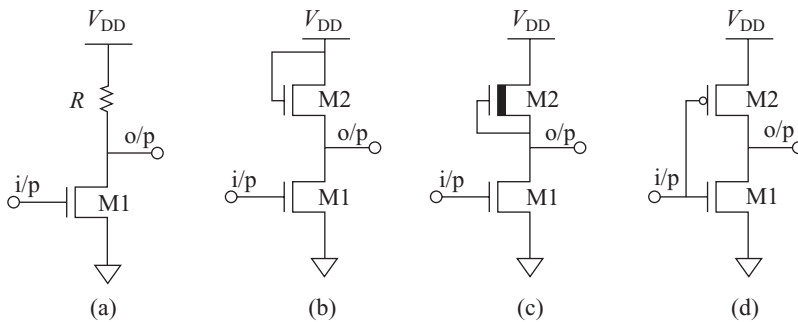 V_DD V_DD V_DD V_DD
R M2 M2 M2
o/p o/p o/p o/p
i/p i/p i/p i/p
M1 M1 M1 M1
(a) (b) (c) (d)